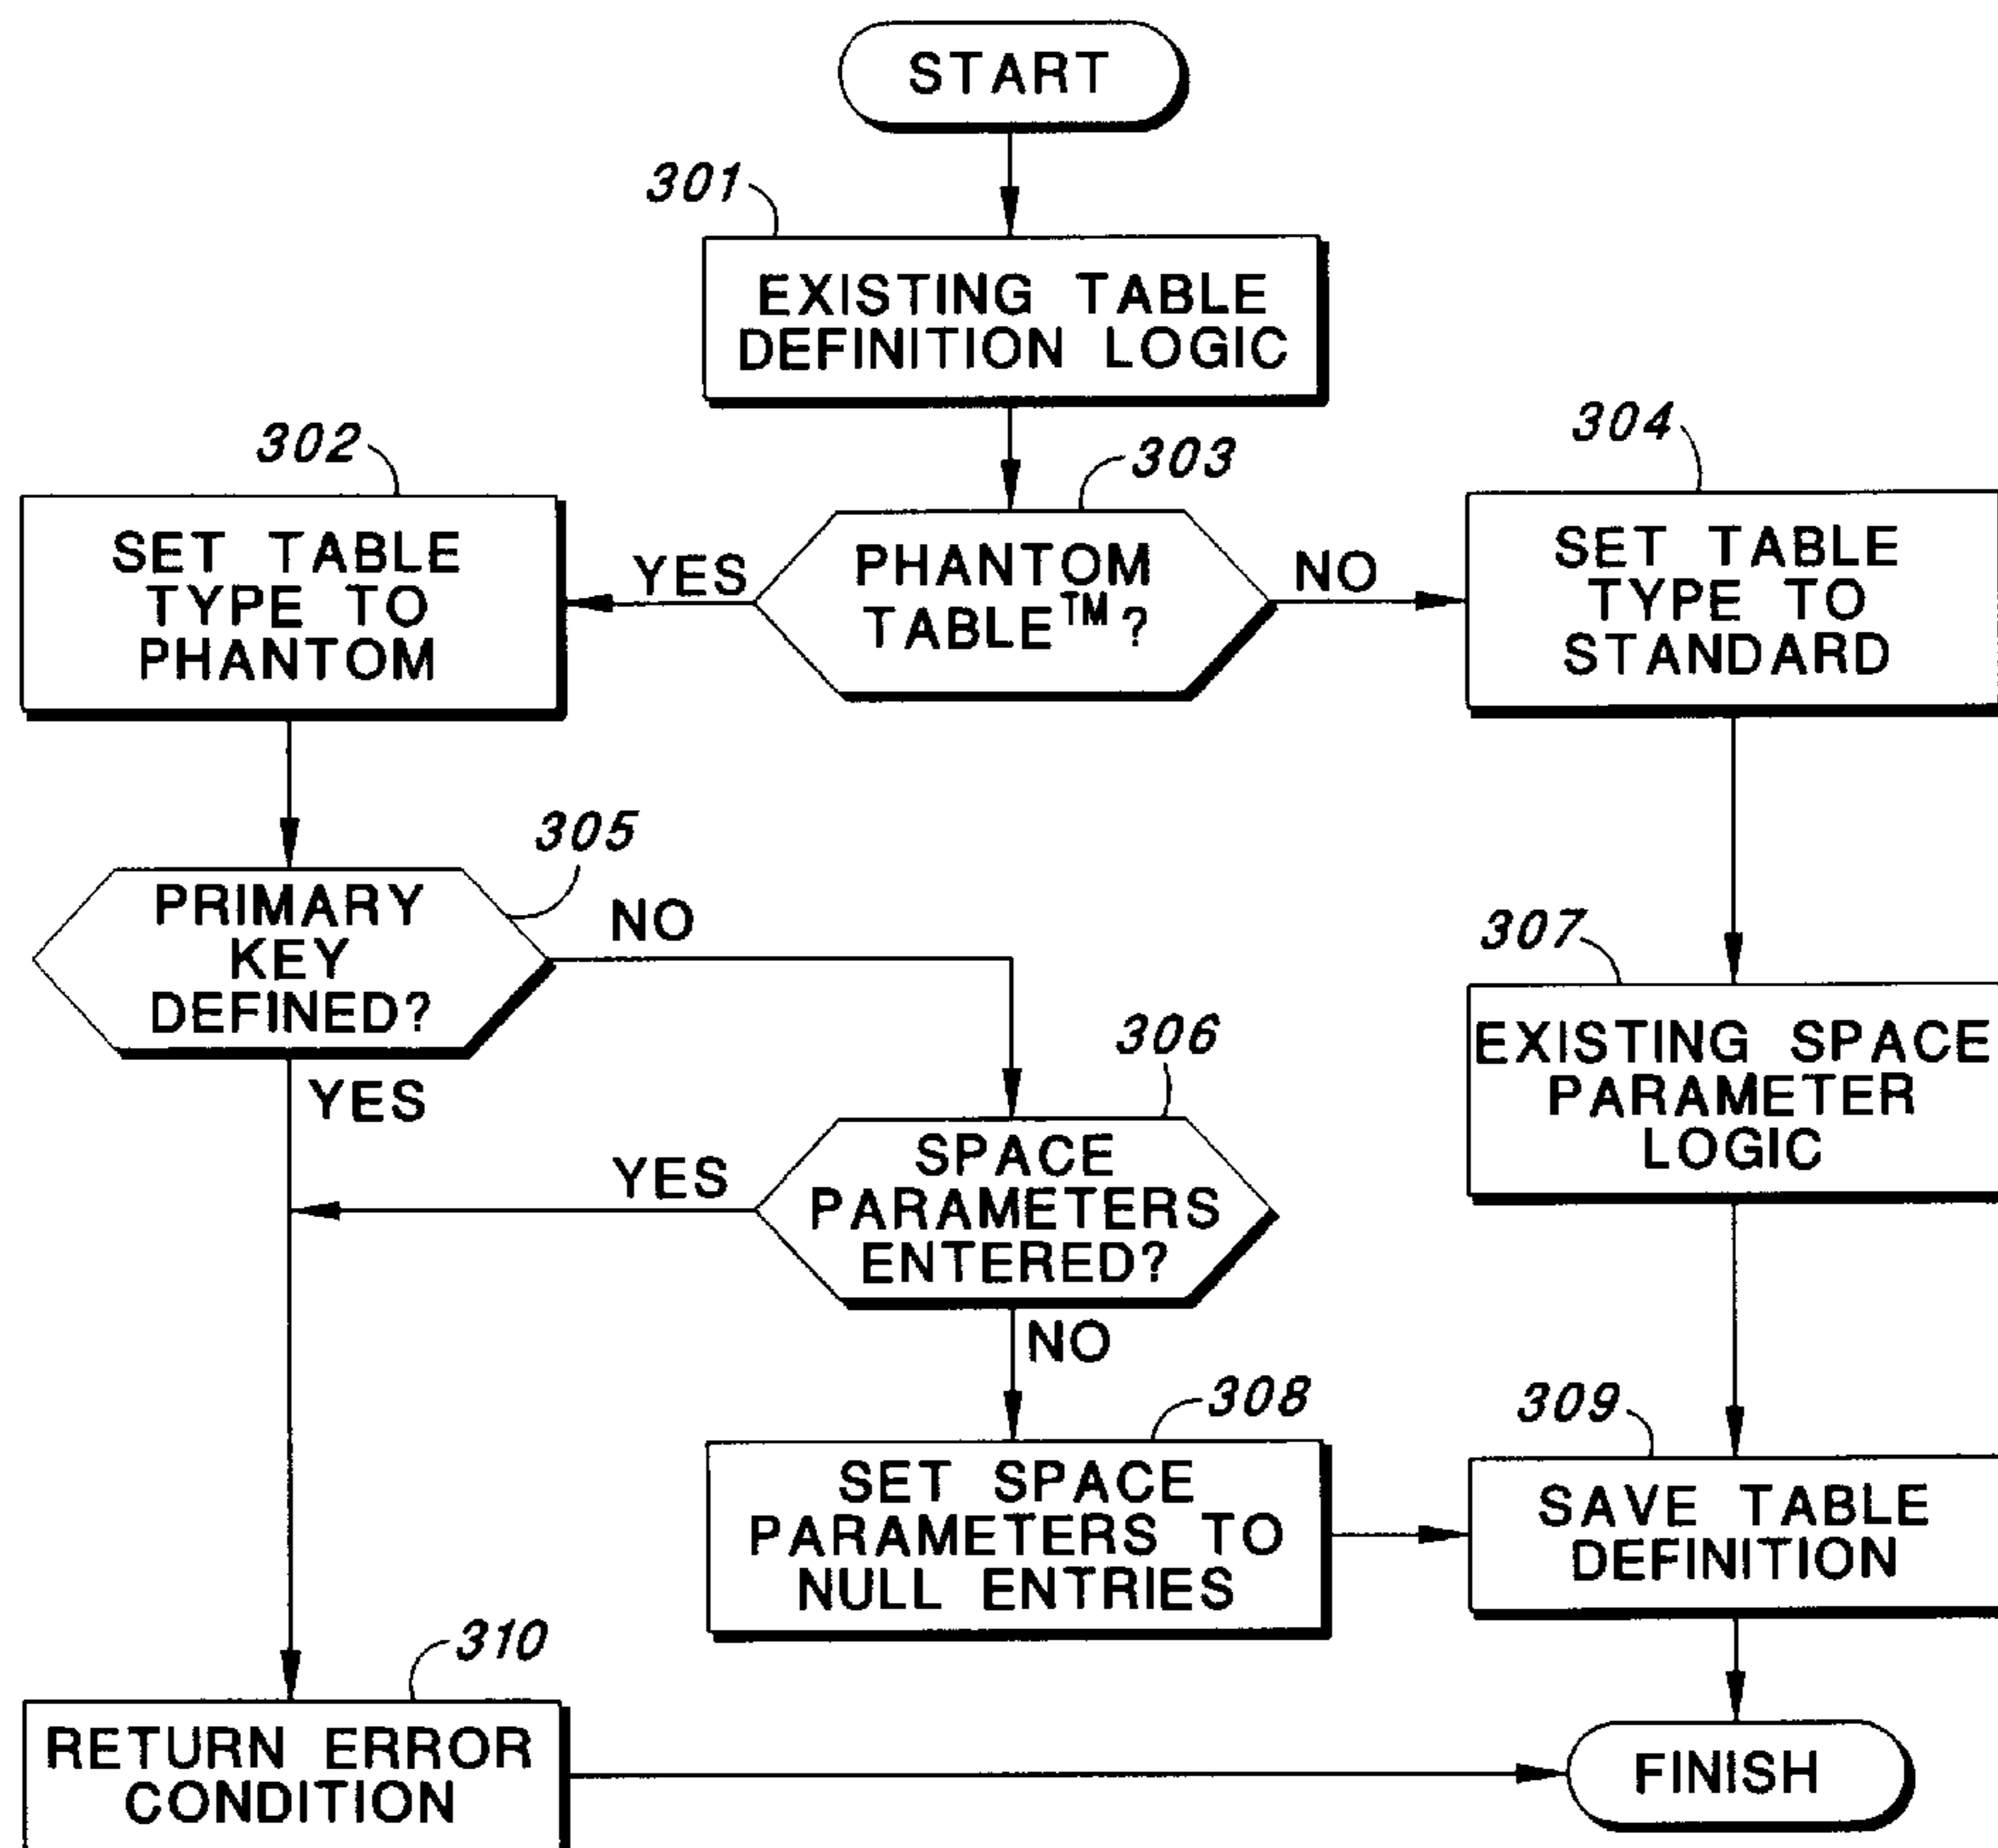 START
301
EXISTING TABLE
DEFINITION LOGIC
302
303
304
SET TABLE
TYPE TO
PHANTOM
YES
PHANTOM
TABLE™?
NO
SET TABLE
TYPE TO
STANDARD
305
PRIMARY
KEY
DEFINED?
NO
YES
306
SPACE
PARAMETERS
ENTERED?
YES
NO
307
EXISTING SPACE
PARAMETER
LOGIC
308
SET SPACE
PARAMETERS TO
NULL ENTRIES
309
SAVE TABLE
DEFINITION
310
RETURN ERROR
CONDITION
FINISH